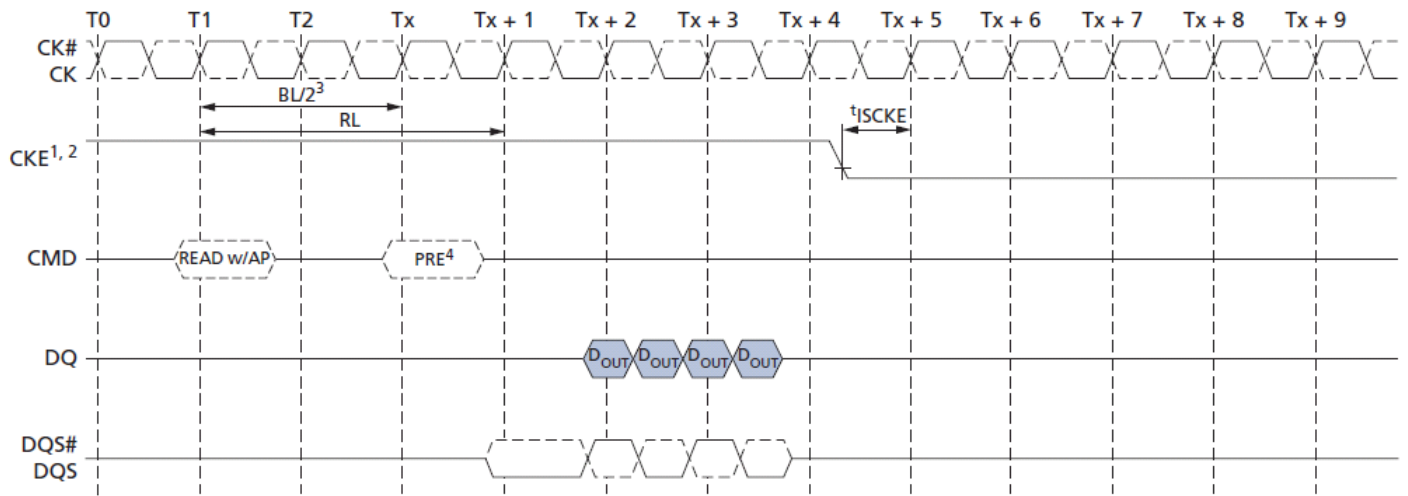 T0 T1 T2 Tx Tx + 1 Tx + 2 Tx + 3 Tx + 4 Tx + 5 Tx + 6 Tx + 7 Tx + 8 Tx + 9
CK#
CK
BL/2³
RL
tISCKE
CKE1, 2
CMD READ w/AP PRE⁴
DQ DOUT DOUT DOUT DOUT
DQS#
DQS